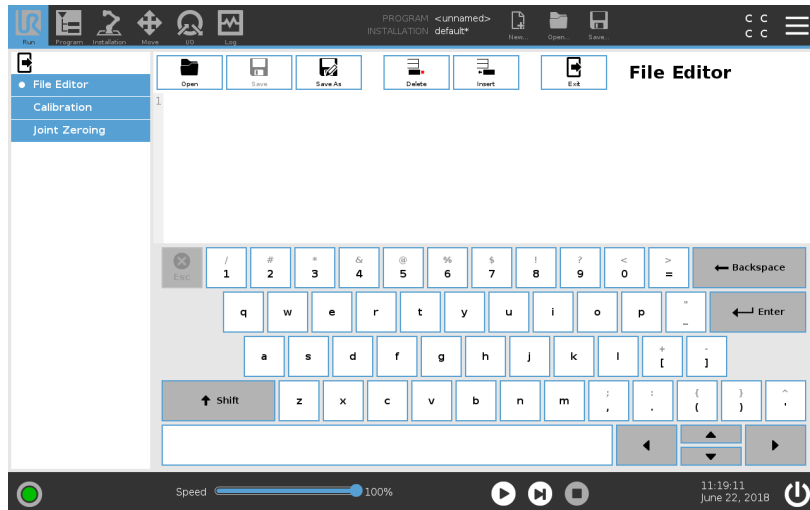 UR
PROGRAM <unnamed>
INSTALLATION default*
C C
C C
Run Program Installation Move I/O Log New... Open... Save...
File Editor
Calibration
Joint Zeroing
Open Save Save As Delete Insert Exit
File Editor
1
Esc
/ # * & @ % $ ! ? < >
1 2 3 4 5 6 7 8 9 0 = Backspace
q w e r t y u i o p " _ Enter
a s d f g h j k l + [ - ]
Shift z x c v b n m ; , : . { ( } ) ^ '
Speed 100%
11:19:11
June 22, 2018